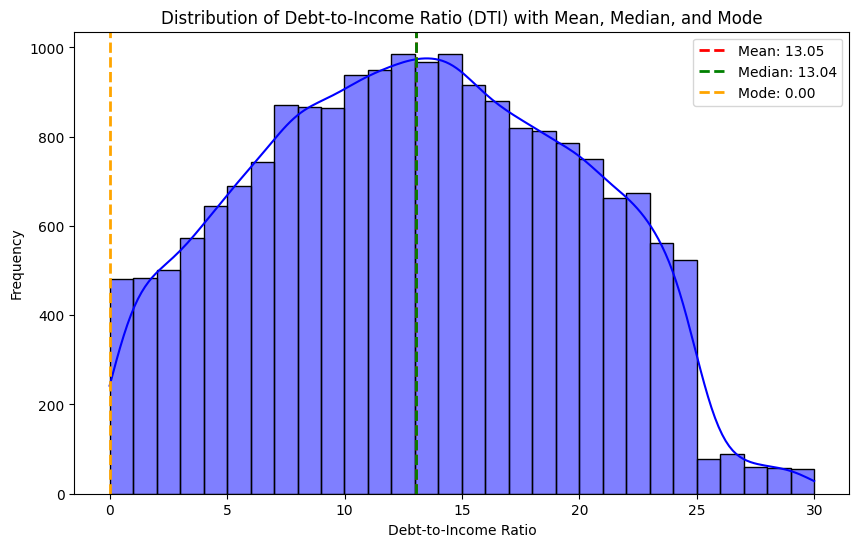 Distribution of Debt-to-Income Ratio (DTI) with Mean, Median, and Mode
Mean: 13.05
Median: 13.04
Mode: 0.00
Frequency
1000
800
600
400
200
0
0 5 10 15 20 25 30
Debt-to-Income Ratio